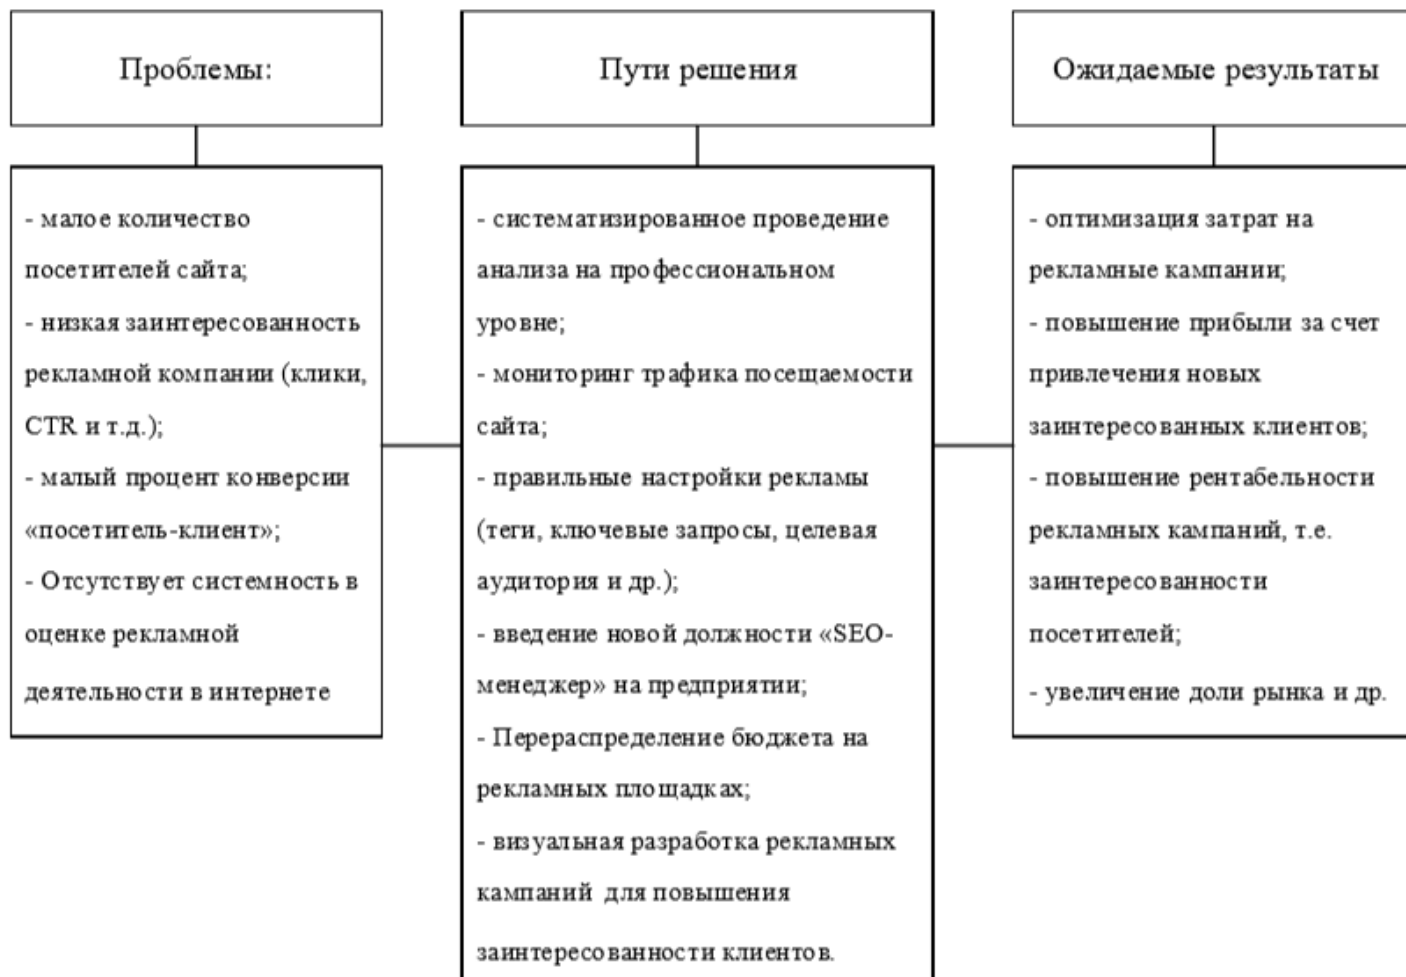 Проблемы:
- малое количество
посетителей сайта;
- низкая заинтересованность
рекламной компании (клики,
CTR и т.д.);
- малый процент конверсии
«посетитель-клиент»;
- Отсутствует системность в
оценке рекламной
деятельности в интернете
Пути решения
- систематизированное проведение
анализа на профессиональном
уровне;
- мониторинг трафика посещаемости
сайта;
- правильные настройки рекламы
(теги, ключевые запросы, целевая
аудитория и др.);
- введение новой должности «SEO-
менеджер» на предприятии;
- Перераспределение бюджета на
рекламных площадках;
- визуальная разработка рекламных
кампаний для повышения
заинтересованности клиентов.
Ожидаемые результаты
- оптимизация затрат на
рекламные кампании;
- повышение прибыли за счет
привлечения новых
заинтересованных клиентов;
- повышение рентабельности
рекламных кампаний, т.е.
заинтересованности
посетителей;
- увеличение доли рынка и др.